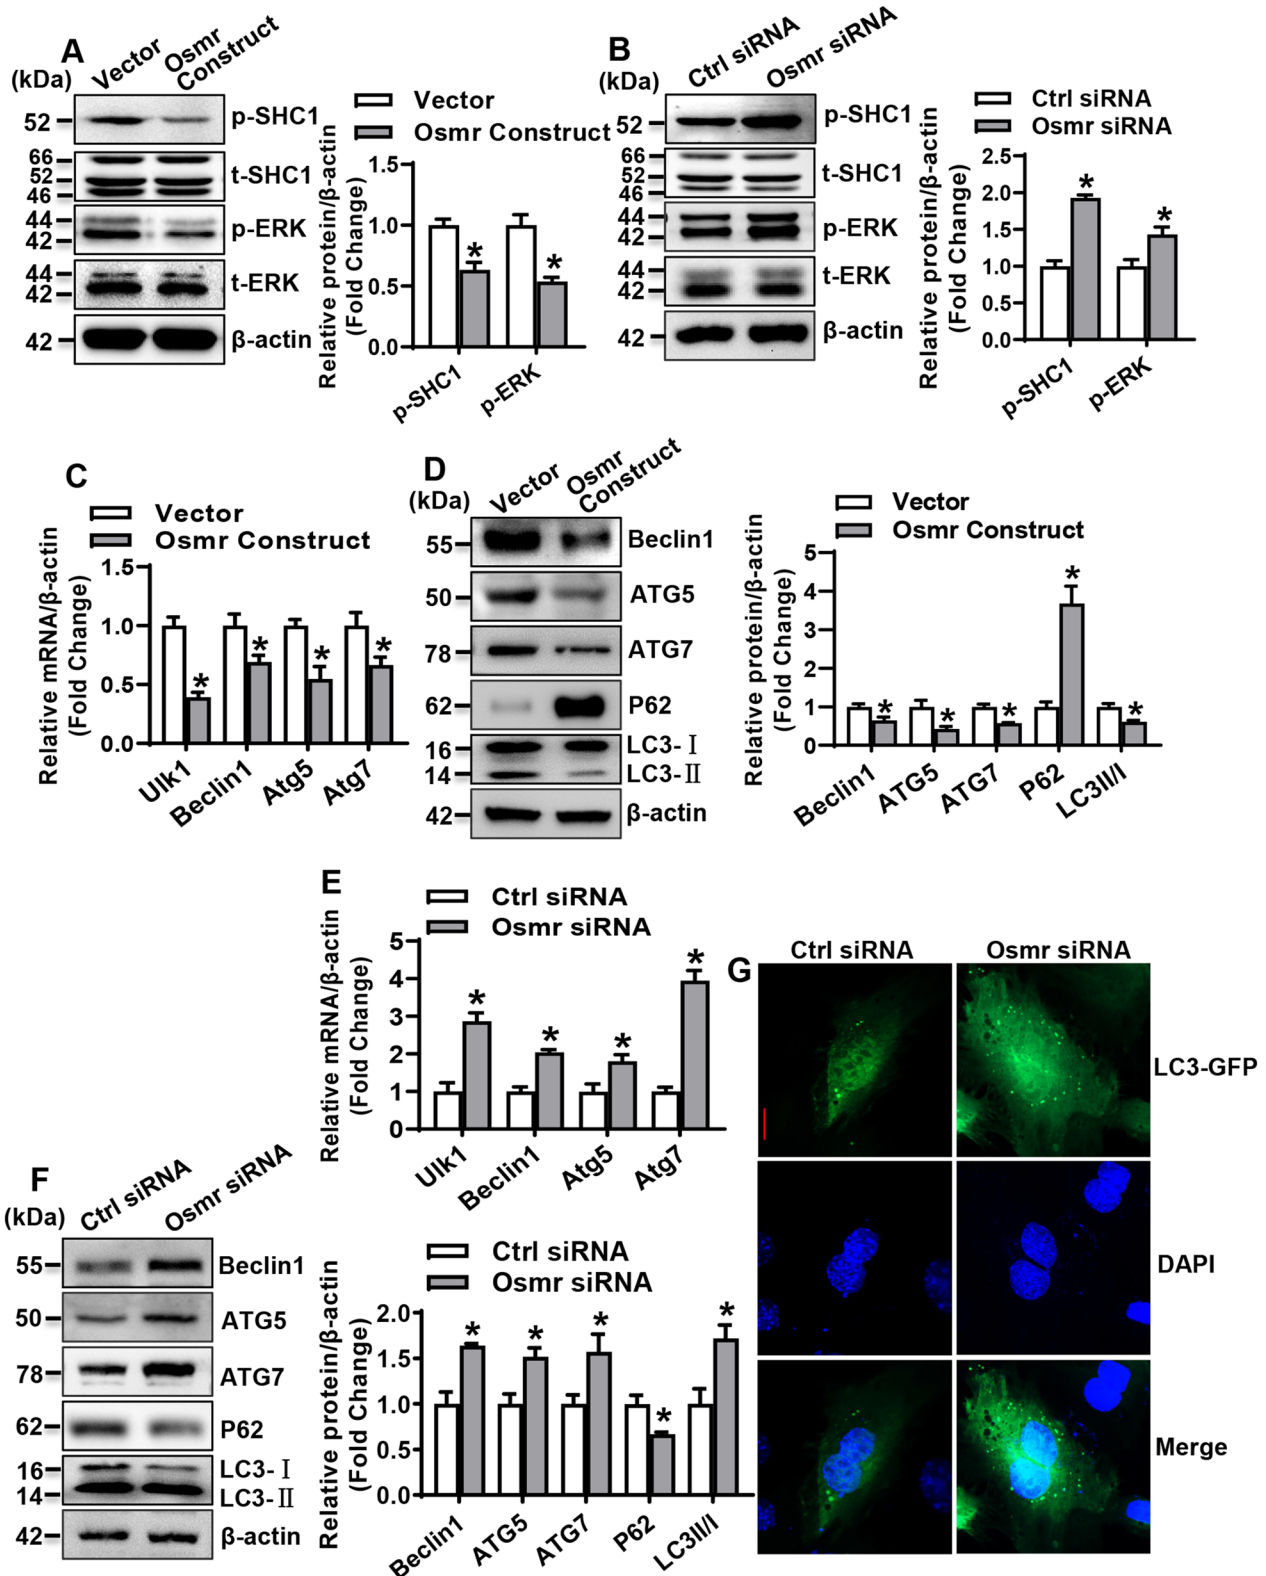 A
(kDa)
Vector
Osmr
Construct
52
p-SHC1
66
52
46
t-SHC1
44
42
p-ERK
44
42
t-ERK
42
β-actin
Vector
Osmr Construct
Relative protein/β-actin
(Fold Change)
1.5
1.0
0.5
0.0
p-SHC1
p-ERK
*
*
B
(kDa)
Ctrl siRNA
Osmr siRNA
52
p-SHC1
66
52
46
t-SHC1
44
42
p-ERK
44
42
t-ERK
42
β-actin
Ctrl siRNA
Osmr siRNA
Relative protein/β-actin
(Fold Change)
2.5
2.0
1.5
1.0
0.5
0.0
*
*
p-SHC1
p-ERK
C
Vector
Osmr Construct
Relative mRNA/β-actin
(Fold Change)
1.5
1.0
0.5
0.0
*
*
*
*
Ulk1
Beclin1
Atg5
Atg7
D
(kDa)
Vector
Osmr
Construct
55
Beclin1
50
ATG5
78
ATG7
62
P62
16
LC3-Ⅰ
14
LC3-Ⅱ
42
β-actin
Vector
Osmr Construct
Relative protein/β-actin
(Fold Change)
5
4
3
2
1
0
*
*
*
*
*
Beclin1
ATG5
ATG7
P62
LC3II/I
E
Ctrl siRNA
Osmr siRNA
Relative mRNA/β-actin
(Fold Change)
5
4
3
2
1
0
*
*
*
*
Ulk1
Beclin1
Atg5
Atg7
F
(kDa)
Ctrl siRNA
Osmr siRNA
55
Beclin1
50
ATG5
78
ATG7
62
P62
16
LC3-Ⅰ
14
LC3-Ⅱ
42
β-actin
Ctrl siRNA
Osmr siRNA
Relative protein/β-actin
(Fold Change)
2.0
1.5
1.0
0.5
0.0
*
*
*
*
*
Beclin1
ATG5
ATG7
P62
LC3II/I
G
Ctrl siRNA
Osmr siRNA
LC3-GFP
DAPI
Merge